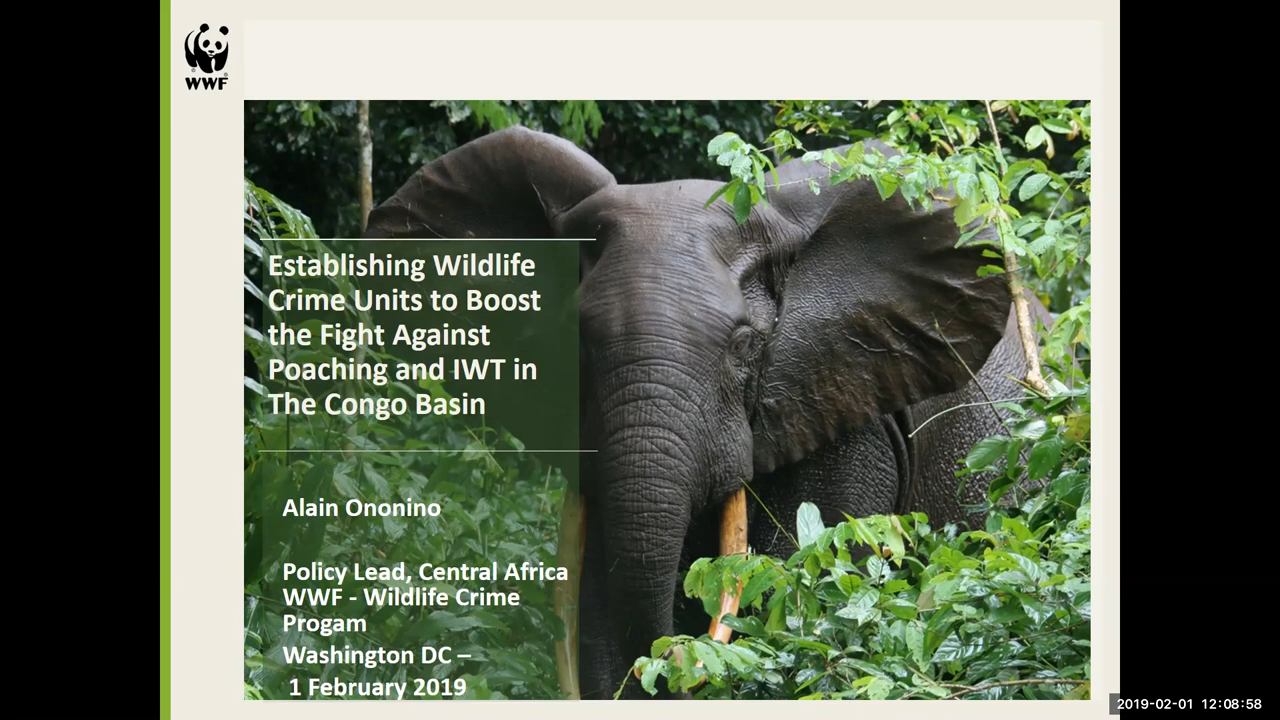 WWF
Establishing Wildlife
Crime Units to Boost
the Fight Against
Poaching and IWT in
The Congo Basin
Alain Ononino
Policy Lead, Central Africa
WWF - Wildlife Crime
Progam
Washington DC –
1 February 2019
2019-02-01 12:08:58